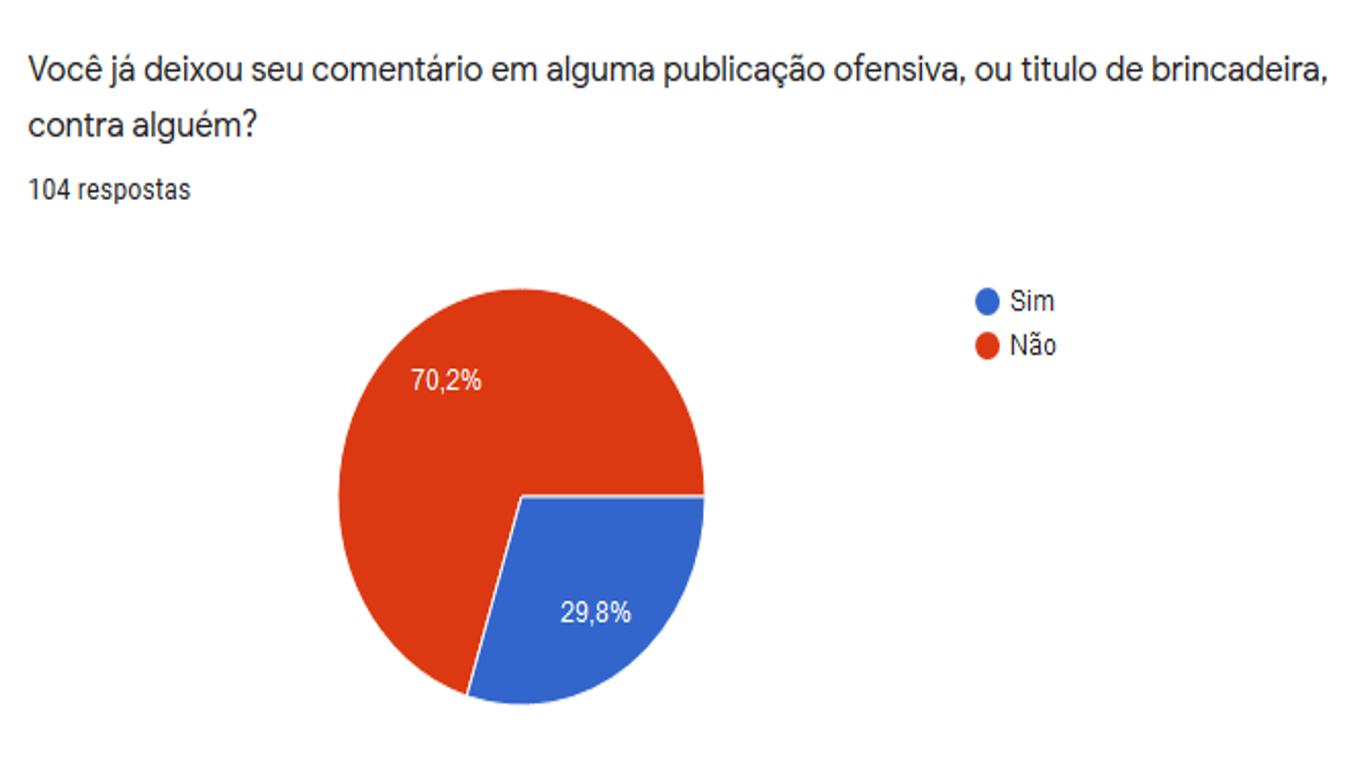 Você já deixou seu comentário em alguma publicação ofensiva, ou titulo de brincadeira,
contra alguém?
104 respostas
Sim
Não
70,2%
29,8%